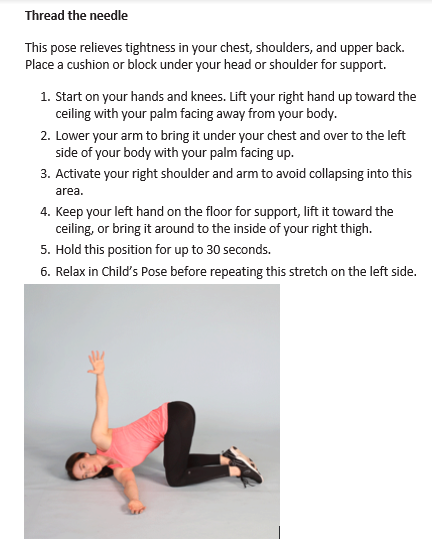 Thread the needle
This pose relieves tightness in your chest, shoulders, and upper back.
Place a cushion or block under your head or shoulder for support.
1. Start on your hands and knees. Lift your right hand up toward the
ceiling with your palm facing away from your body.
2. Lower your arm to bring it under your chest and over to the left
side of your body with your palm facing up.
3. Activate your right shoulder and arm to avoid collapsing into this
area.
4. Keep your left hand on the floor for support, lift it toward the
ceiling, or bring it around to the inside of your right thigh.
5. Hold this position for up to 30 seconds.
6. Relax in Child’s Pose before repeating this stretch on the left side.